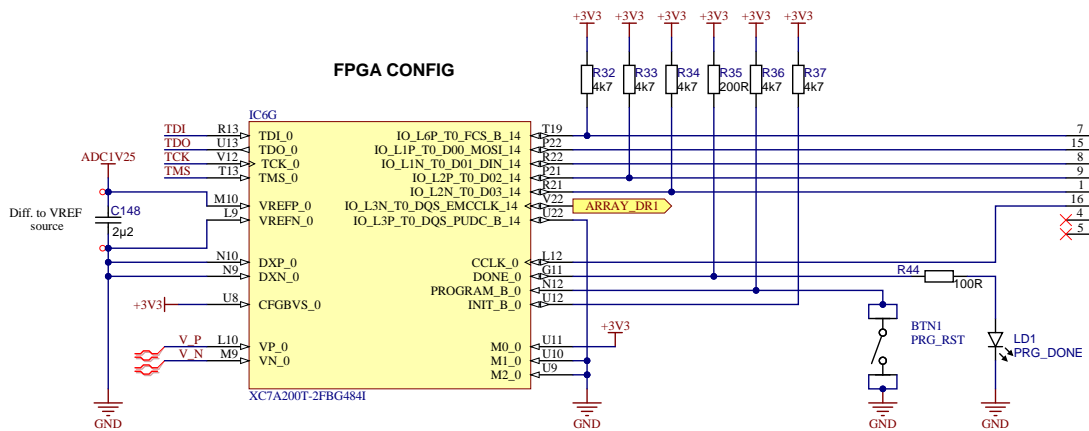 +3V3 +3V3 +3V3 +3V3 +3V3 +3V3
FPGA CONFIG
R32 R33 R34 R35 R36 R37
4k7 4k7 4k7 200R 4k7 4k7
IC6G
TDI R13 TDI_0 IO_L6P_T0_FCS_B_14 T19 7
TDO U13 TDO_0 IO_L1P_T0_D00_MOSI_14 P22 15
TCK V12 TCK_0 IO_L1N_T0_D01_DIN_14 R22 8
TMS T13 TMS_0 IO_L2P_T0_D02_14 P21 9
ADC1V25
IO_L2N_T0_D03_14 R21 1
M10 VREFP_0 IO_L3N_T0_DQS_EMCCLK_14 V22 ARRAY_DR1 16
L9 VREFN_0 IO_L3P_T0_DQS_PUDC_B_14 U22 4
Diff. to VREF
source
C148
2µ2
5
N10 DXP_0 CCLK_0 L12
N9 DXN_0 DONE_0 G11 R44 100R
PROGRAM_B_0 N12
+3V3 U8 CFGBVS_0 INIT_B_0 U12
BTN1
PRG_RST
LD1
PRG_DONE
+3V3
V_P L10 VP_0 M0_0 U11
V_N M9 VN_0 M1_0 U10
M2_0 U9
XC7A200T-2FBG484I
GND GND GND GND